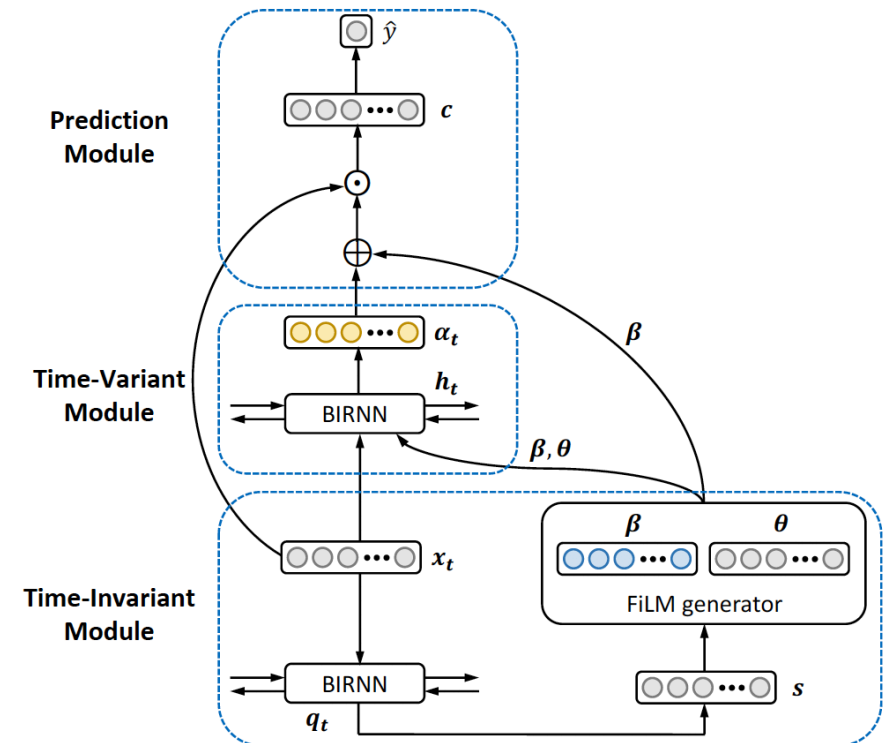 ŷ
Prediction
Module
c
β
α_t
Time-Variant
Module
h_t
BIRNN
β, θ
β
θ
x_t
Time-Invariant
Module
FiLM generator
BIRNN
s
q_t